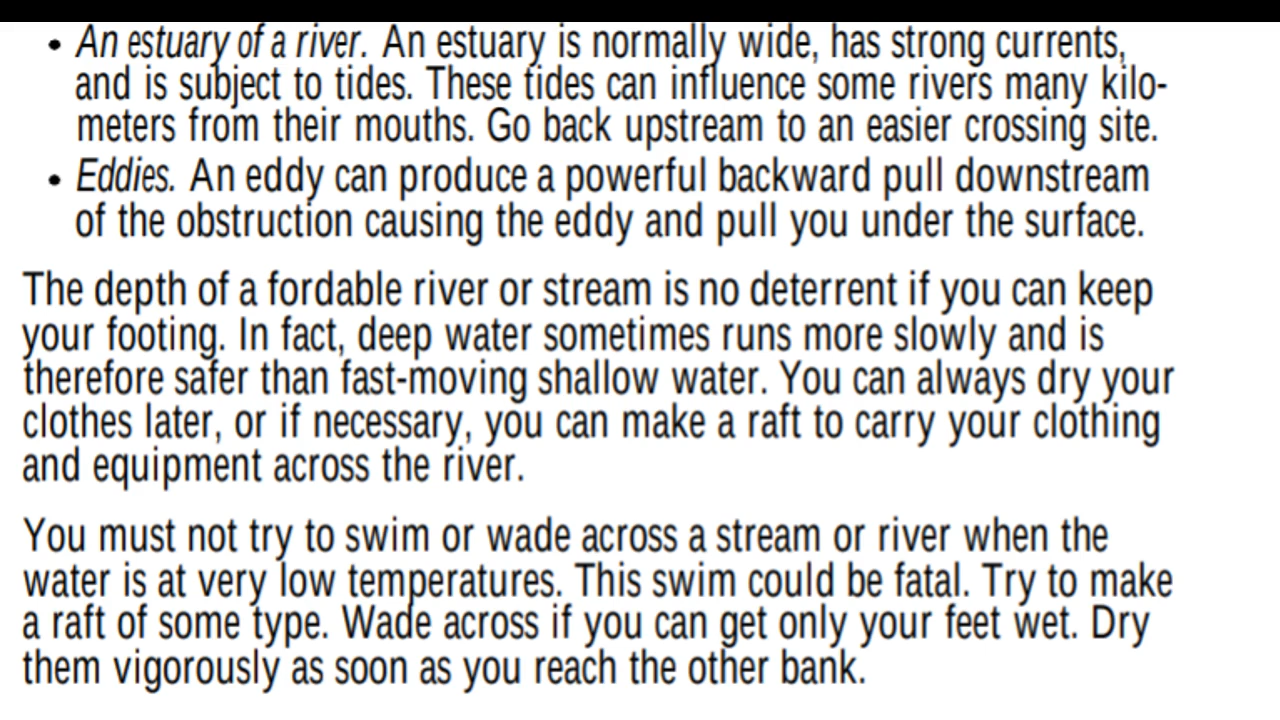 • An estuary of a river. An estuary is normally wide, has strong currents,
and is subject to tides. These tides can influence some rivers many kilo-
meters from their mouths. Go back upstream to an easier crossing site.
• Eddies. An eddy can produce a powerful backward pull downstream
of the obstruction causing the eddy and pull you under the surface.
The depth of a fordable river or stream is no deterrent if you can keep
your footing. In fact, deep water sometimes runs more slowly and is
therefore safer than fast-moving shallow water. You can always dry your
clothes later, or if necessary, you can make a raft to carry your clothing
and equipment across the river.
You must not try to swim or wade across a stream or river when the
water is at very low temperatures. This swim could be fatal. Try to make
a raft of some type. Wade across if you can get only your feet wet. Dry
them vigorously as soon as you reach the other bank.